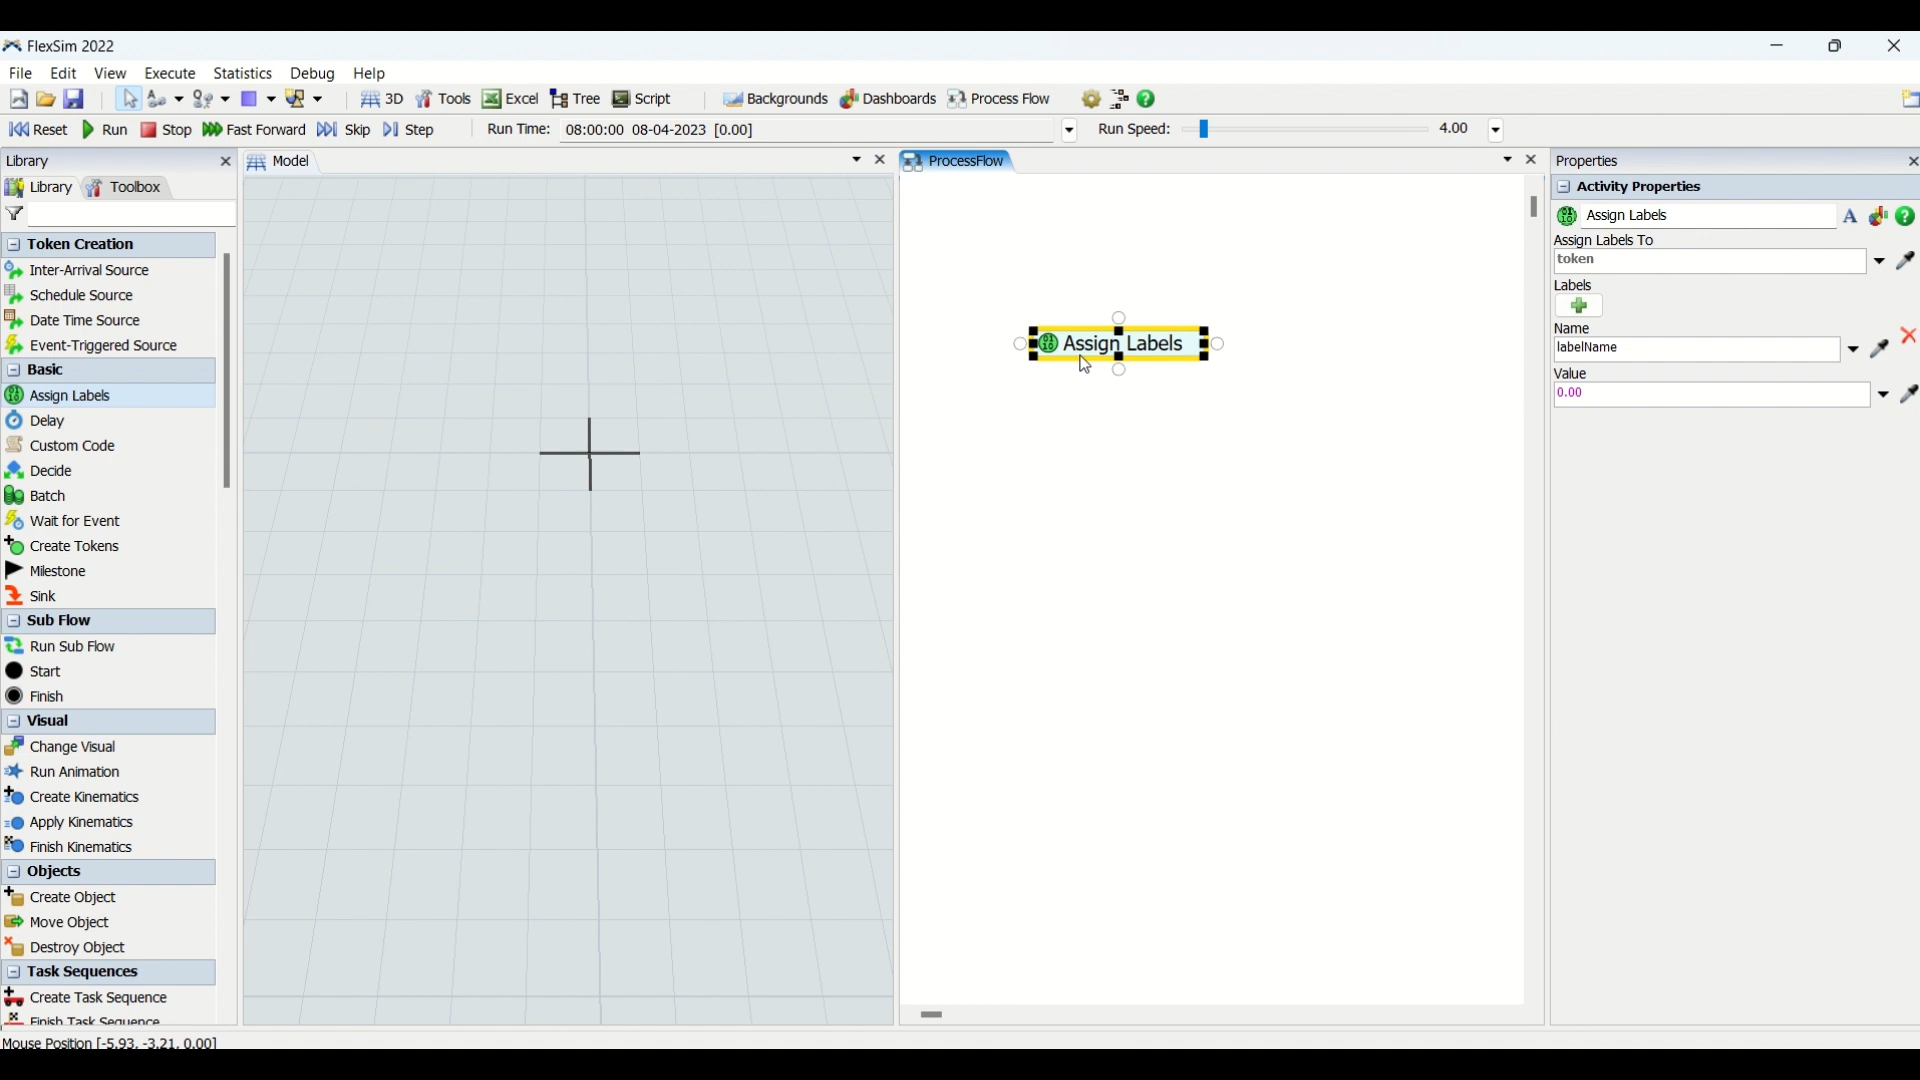 FlexSim 2022
File Edit View Execute Statistics Debug Help
3D Tools Excel Tree Script Backgrounds Dashboards Process Flow
Reset Run Stop Fast Forward Skip Step Run Time: 08:00:00 08-04-2023 [0.00] Run Speed: 4.00
Library
Library Toolbox
Token Creation
Inter-Arrival Source
Schedule Source
Date Time Source
Event-Triggered Source
Basic
Assign Labels
Delay
Custom Code
Decide
Batch
Wait for Event
Create Tokens
Milestone
Sink
Sub Flow
Run Sub Flow
Start
Finish
Visual
Change Visual
Run Animation
Create Kinematics
Apply Kinematics
Finish Kinematics
Objects
Create Object
Move Object
Destroy Object
Task Sequences
Create Task Sequence
Finish Task Sequence
Mouse Position [-5.93, -3.21, 0.00]
Model
ProcessFlow
Assign Labels
Properties
Activity Properties
Assign Labels
Assign Labels To
token
Labels
Name
labelName
Value
0.00